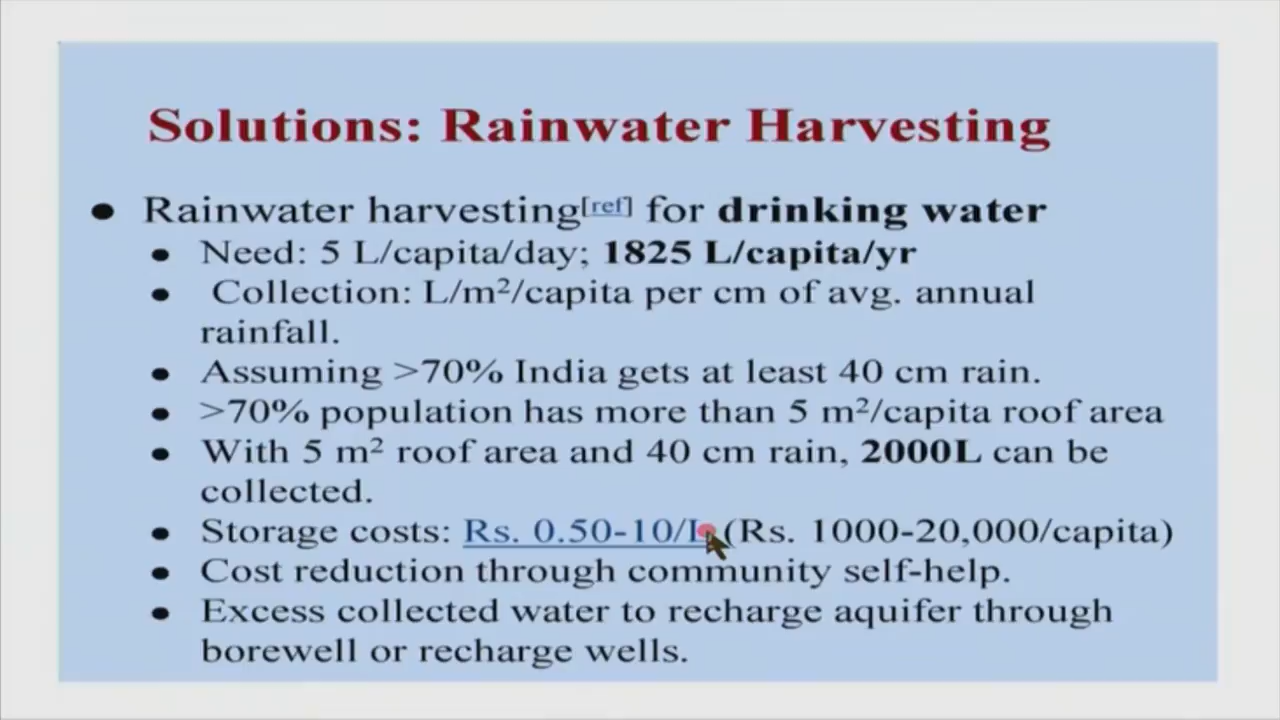 Solutions: Rainwater Harvesting
● Rainwater harvesting[ref] for drinking water
● Need: 5 L/capita/day; 1825 L/capita/yr
● Collection: L/m²/capita per cm of avg. annual
rainfall.
● Assuming >70% India gets at least 40 cm rain.
● >70% population has more than 5 m²/capita roof area
● With 5 m² roof area and 40 cm rain, 2000L can be
collected.
● Storage costs: Rs. 0.50-10/L (Rs. 1000-20,000/capita)
● Cost reduction through community self-help.
● Excess collected water to recharge aquifer through
borewell or recharge wells.